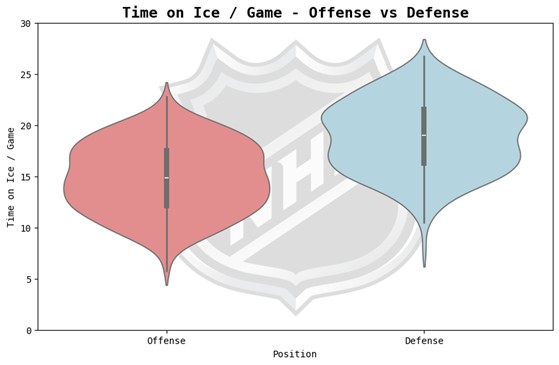 Time on Ice / Game - Offense vs Defense
30
25
20
15
10
5
0
Time on Ice / Game
NHL
Offense
Defense
Position